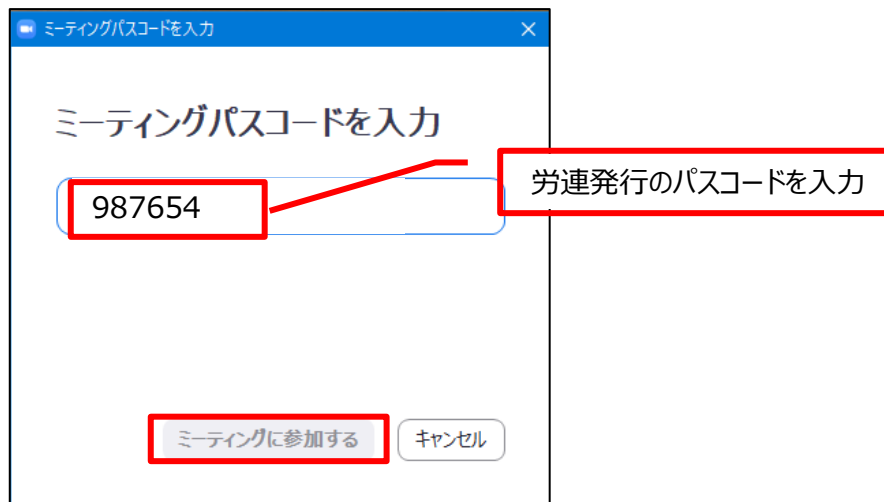 ミーティングパスコードを入力
ミーティングパスコードを入力
労連発行のパスコードを入力
987654
ミーティングに参加する
キャンセル